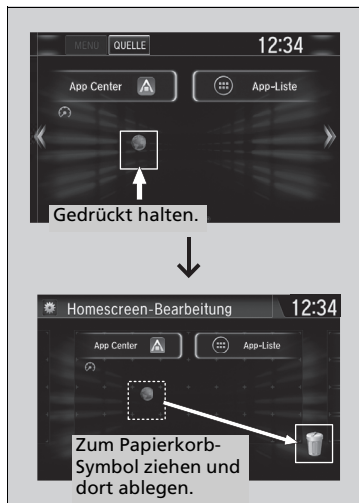 MENU QUELLE 12:34
App Center App-Liste
Gedrückt halten.
Homescreen-Bearbeitung 12:34
App Center App-Liste
Zum Papierkorb-
Symbol ziehen und
dort ablegen.